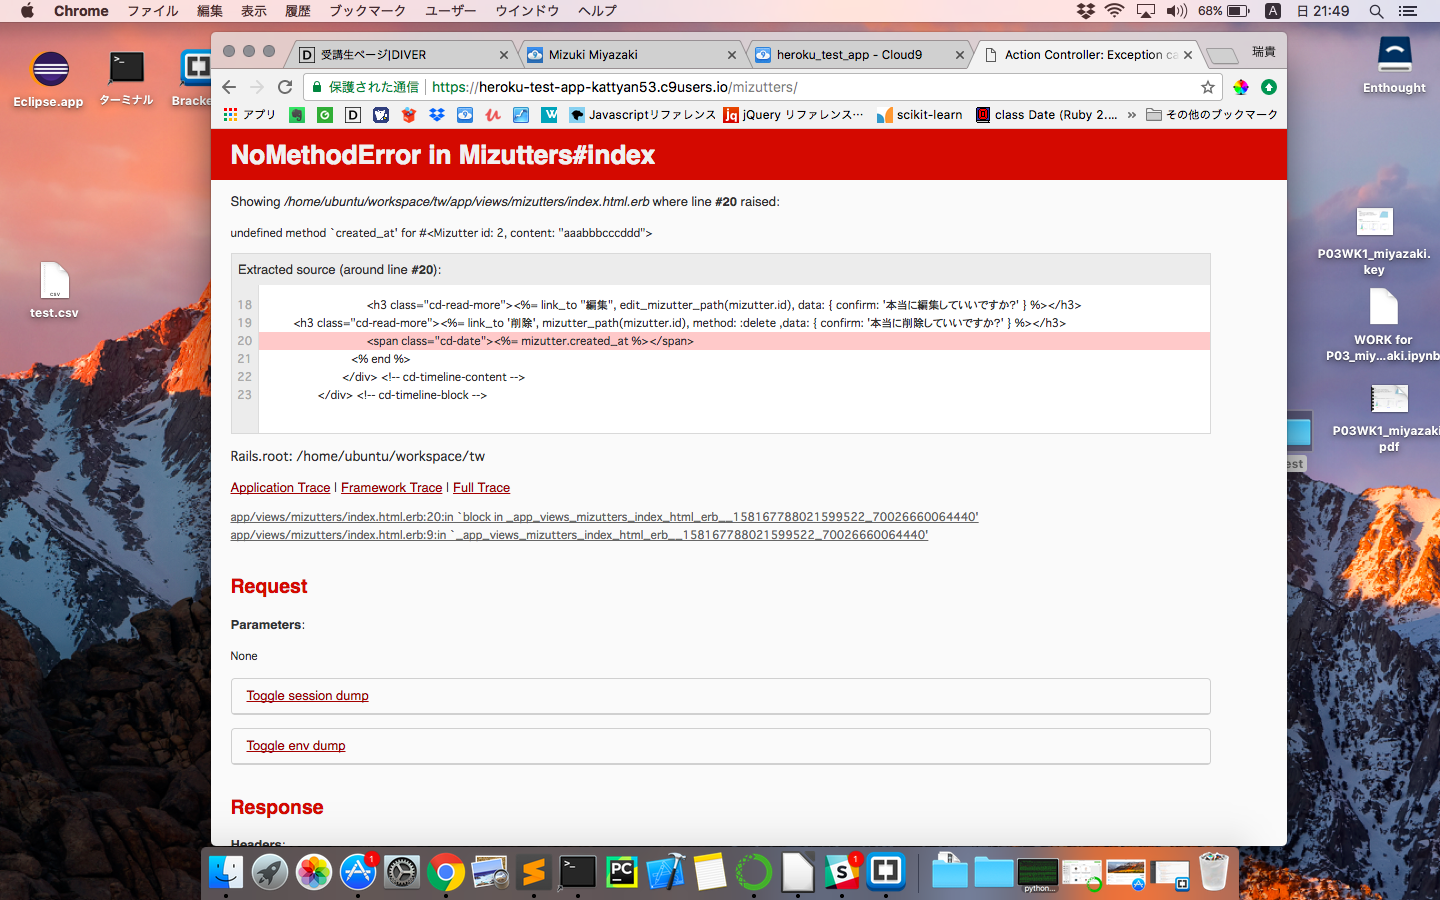 Chrome ファイル 編集 表示 履歴 ブックマーク ユーザー ウインドウ ヘルプ 68% A 日 21:49
Eclipse.app
ターミナル
Bracke
test.csv
csv
受講生ページ|DIVER
Mizuki Miyazaki
heroku_test_app - Cloud9
Action Controller: Exception ca
瑞貴
保護された通信 https://heroku-test-app-kattyan53.c9users.io/mizutters/
アプリ Javascriptリファレンス jQuery リファレンス… scikit-learn class Date (Ruby 2.… » その他のブックマーク
NoMethodError in Mizutters#index
Showing /home/ubuntu/workspace/tw/app/views/mizutters/index.html.erb where line #20 raised:
undefined method `created_at' for #<Mizutter id: 2, content: "aaabbbcccddd">
Extracted source (around line #20):
18 <h3 class="cd-read-more"><%= link_to "編集", edit_mizutter_path(mizutter.id), data: { confirm: '本当に編集していいですか?' } %></h3>
19 <h3 class="cd-read-more"><%= link_to '削除', mizutter_path(mizutter.id), method: :delete ,data: { confirm: '本当に削除していいですか?' } %></h3>
20 <span class="cd-date"><%= mizutter.created_at %></span>
21 <% end %>
22 </div> <!-- cd-timeline-content -->
23 </div> <!-- cd-timeline-block -->
Rails.root: /home/ubuntu/workspace/tw
Application Trace | Framework Trace | Full Trace
app/views/mizutters/index.html.erb:20:in `block in _app_views_mizutters_index_html_erb__158167788021599522_70026660064440'
app/views/mizutters/index.html.erb:9:in `_app_views_mizutters_index_html_erb__158167788021599522_70026660064440'
Request
Parameters:
None
Toggle session dump
Toggle env dump
Response
Headers:
Enthought
P03WK1_miyazaki.
key
WORK for
P03_miy...aki.ipynb
P03WK1_miyazaki
pdf
est
1
PC
1
S
python...